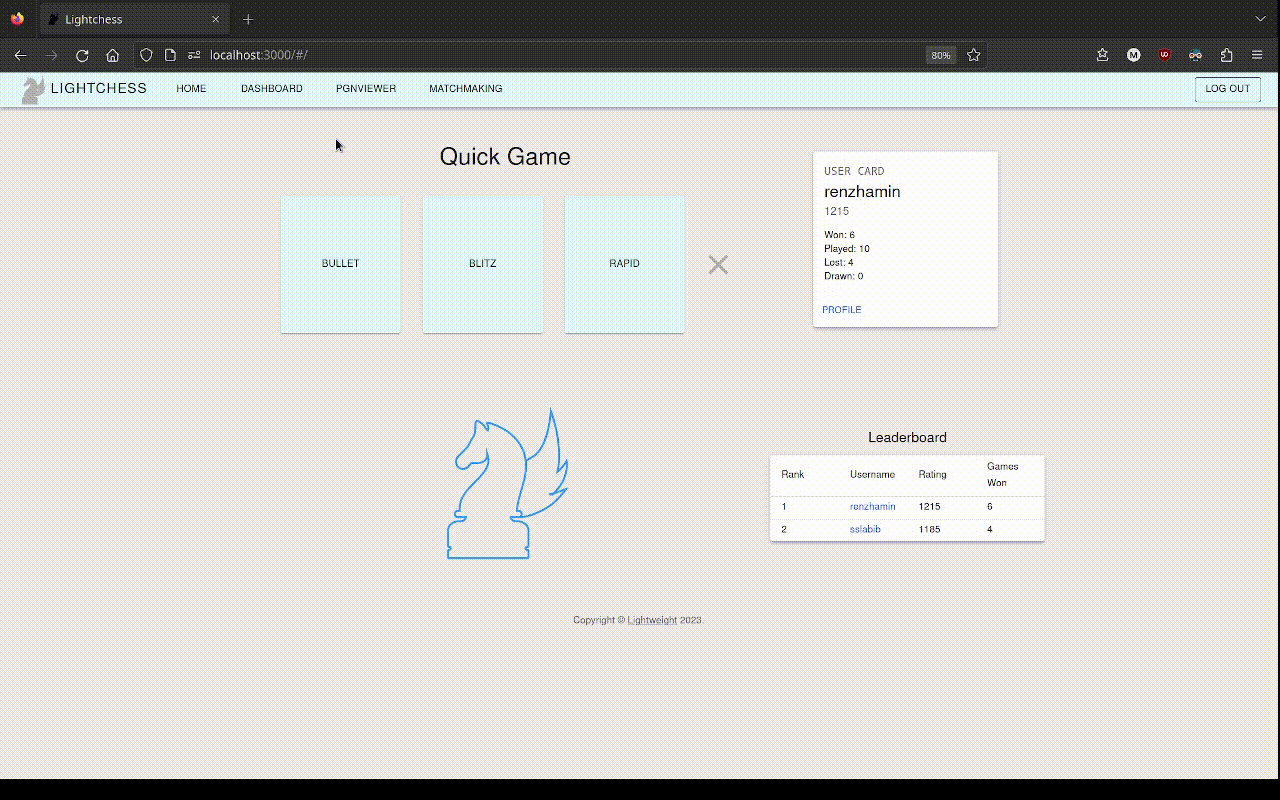 Lightchess
localhost:3000/#/
80%
M
LIGHTCHESS
HOME
DASHBOARD
PGNVIEWER
MATCHMAKING
LOG OUT
Quick Game
BULLET
BLITZ
RAPID
USER CARD
renzhamin
1215
Won: 6
Played: 10
Lost: 4
Drawn: 0
PROFILE
Leaderboard
Rank Username Rating Games Won
1 renzhamin 1215 6
2 sslabib 1185 4
Copyright © Lightweight 2023.